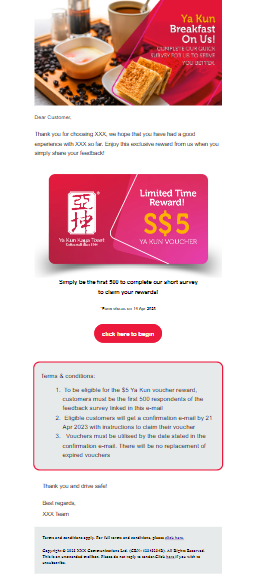 Ya Kun
Breakfast
On Us!
COMPLETE OUR QUICK
SURVEY FOR US TO SERVE
YOU BETTER.
Dear Customer,
Thank you for choosing XXX, we hope that you have had a good
experience with XXX so far. Enjoy this exclusive reward from us when you
simply share your feedback!
亞
坤
Ya Kun Kaya Toast
Limited Time
Reward!
S$5
YA KUN VOUCHER
Simply be the first 500 to complete our short survey
to claim your rewards!
14 Apr 2023
click here to begin
Terms & conditions:
1. To be eligible for the $5 Ya Kun voucher reward,
customers must be the first 500 respondents of the
feedback survey linked in this e-mail
2. Eligible customers will get a confirmation e-mail by 21
Apr 2023 with instructions to claim their voucher
3. Vouchers must be utilised by the date stated in the
confirmation e-mail. There will be no replacement of
expired vouchers
Thank you and drive safe!
Best regards,
XXX Team
Terms and conditions apply. For full terms and conditions, please click here.
Copyright © 2023 XXX Communications Ltd. All Rights Reserved.
This is an unattended mailbox. Please do not reply to sender. Click here if you wish to
unsubscribe.